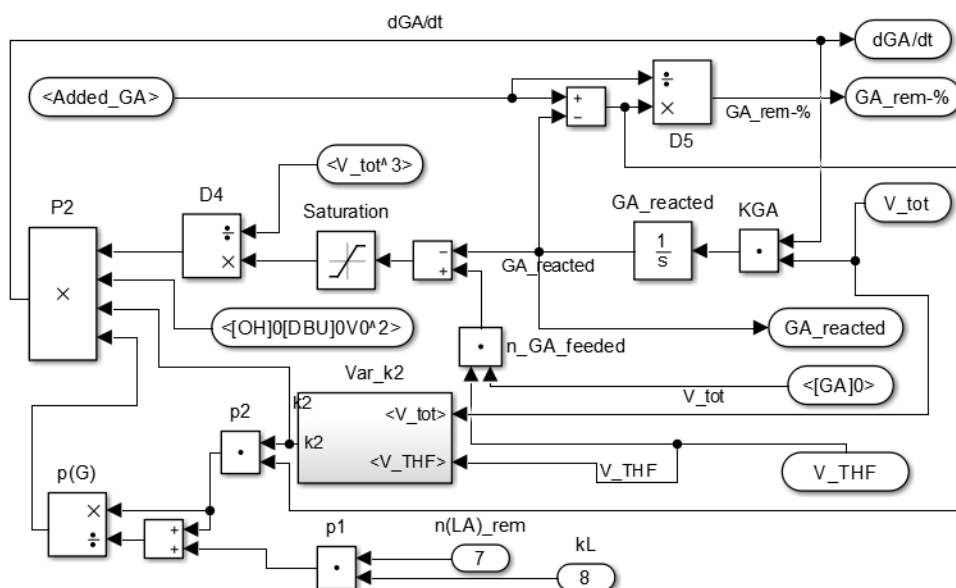 dGA/dt
dGA/dt
<Added_GA>
÷
×
+
−
GA_rem-%
GA_rem-%
D5
<V_tot^3>
P2
D4
Saturation
GA_reacted
KGA
V_tot
÷
×
×
−
+
GA_reacted
1
s
•
<[OH]0[DBU]0V0^2>
•
n_GA_feeded
GA_reacted
Var_k2
V_tot
<[GA]0>
k2
<V_tot>
p2
•
k2
<V_THF>
V_THF
V_THF
p(G)
×
÷
+
+
p1
•
n(LA)_rem
7
kL
8